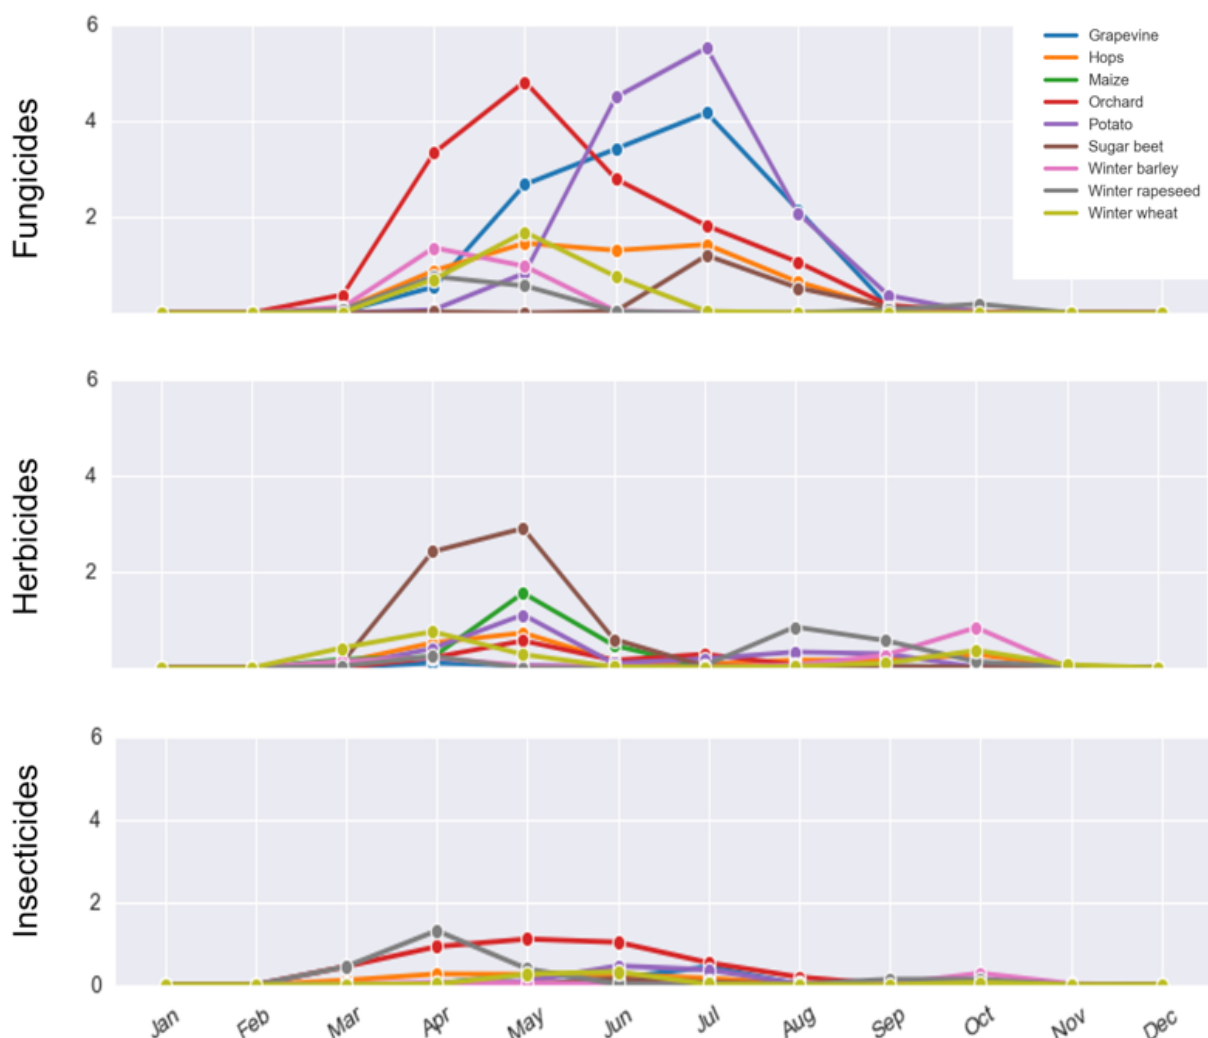 Fungicides
6
4
2
Grapevine
Hops
Maize
Orchard
Potato
Sugar beet
Winter barley
Winter rapeseed
Winter wheat
Herbicides
6
4
2
Insecticides
6
4
2
0
Jan Feb Mar Apr May Jun Jul Aug Sep Oct Nov Dec